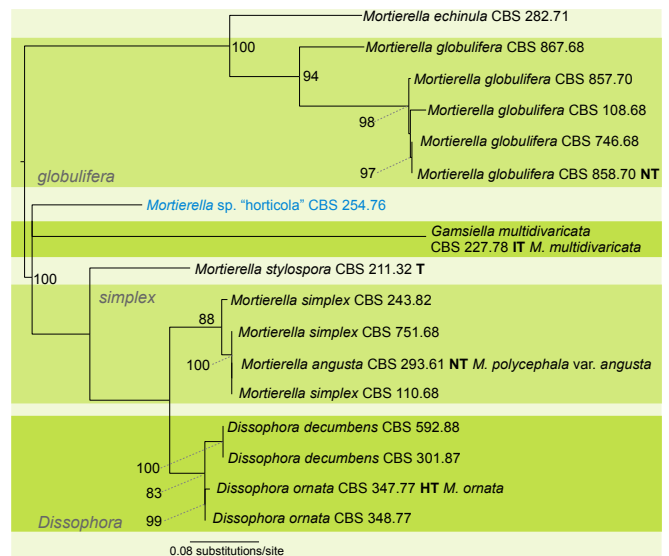 Mortierella echinula CBS 282.71
100
Mortierella globulifera CBS 867.68
94
Mortierella globulifera CBS 857.70
Mortierella globulifera CBS 108.68
98
Mortierella globulifera CBS 746.68
97
Mortierella globulifera CBS 858.70 NT
globulifera
Mortierella sp. “horticola” CBS 254.76
Gamsiella multidivaricata
CBS 227.78 IT M. multidivaricata
100
Mortierella stylospora CBS 211.32 T
simplex
Mortierella simplex CBS 243.82
88
Mortierella simplex CBS 751.68
100
Mortierella angusta CBS 293.61 NT M. polycephala var. angusta
Mortierella simplex CBS 110.68
Dissophora decumbens CBS 592.88
Dissophora decumbens CBS 301.87
100
Dissophora ornata CBS 347.77 HT M. ornata
83
Dissophora ornata CBS 348.77
99
Dissophora
0.08 substitutions/site